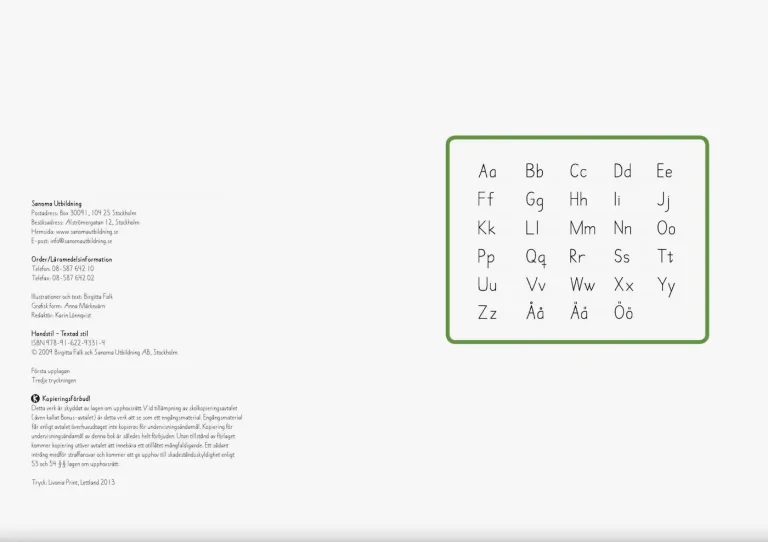 Sanoma Utbildning
Postadress: Box 30091, 104 25 Stockholm
Besöksadress: Alströmergatan 12, Stockholm
Hemsida: www.sanomautbildning.se
E-post: info@sanomautbildning.se
Order/Läromedelsinformation
Telefon: 08-587 642 10
Telefax: 08-587 642 02
Illustrationer och text: Birgitta Falk
Grafisk form: Anna
Redaktör: Karin Lönnqvist
Handstil – Textad stil
ISBN 978-91-622-9331-4
© 2009 Birgitta Falk och Sanoma Utbildning AB, Stockholm
Första upplagan
Tredje tryckningen
K Kopieringsförbud!
Detta verk är skyddat av lagen om upphovsrätt. Vid tillämpning av skolkopieringsavtalet
(även kallat Bonus-avtalet) är detta verk att se som ett engångsmaterial. Engångsmaterial
får enligt avtalet överhuvudtaget inte kopieras för undervisningsändamål. Kopiering för
undervisningsändamål av denna bok är således helt förbjuden. Utan tillstånd av förlaget
kommer kopiering utöver avtalet att innebära ett otillåtet mångfaldigande. Ett sådant
intrång medför straffansvar och kommer att ge upphov till skadeståndsskyldighet enligt
53 och 54 §§ lagen om upphovsrätt.
Tryck: Livonia Print, Lettland 2013
Aa Bb Cc Dd Ee
Ff Gg Hh Ii Jj
Kk Ll Mm Nn Oo
Pp Qq Rr Ss Tt
Uu Vv Ww Xx Yy
Zz Åå Ää Öö